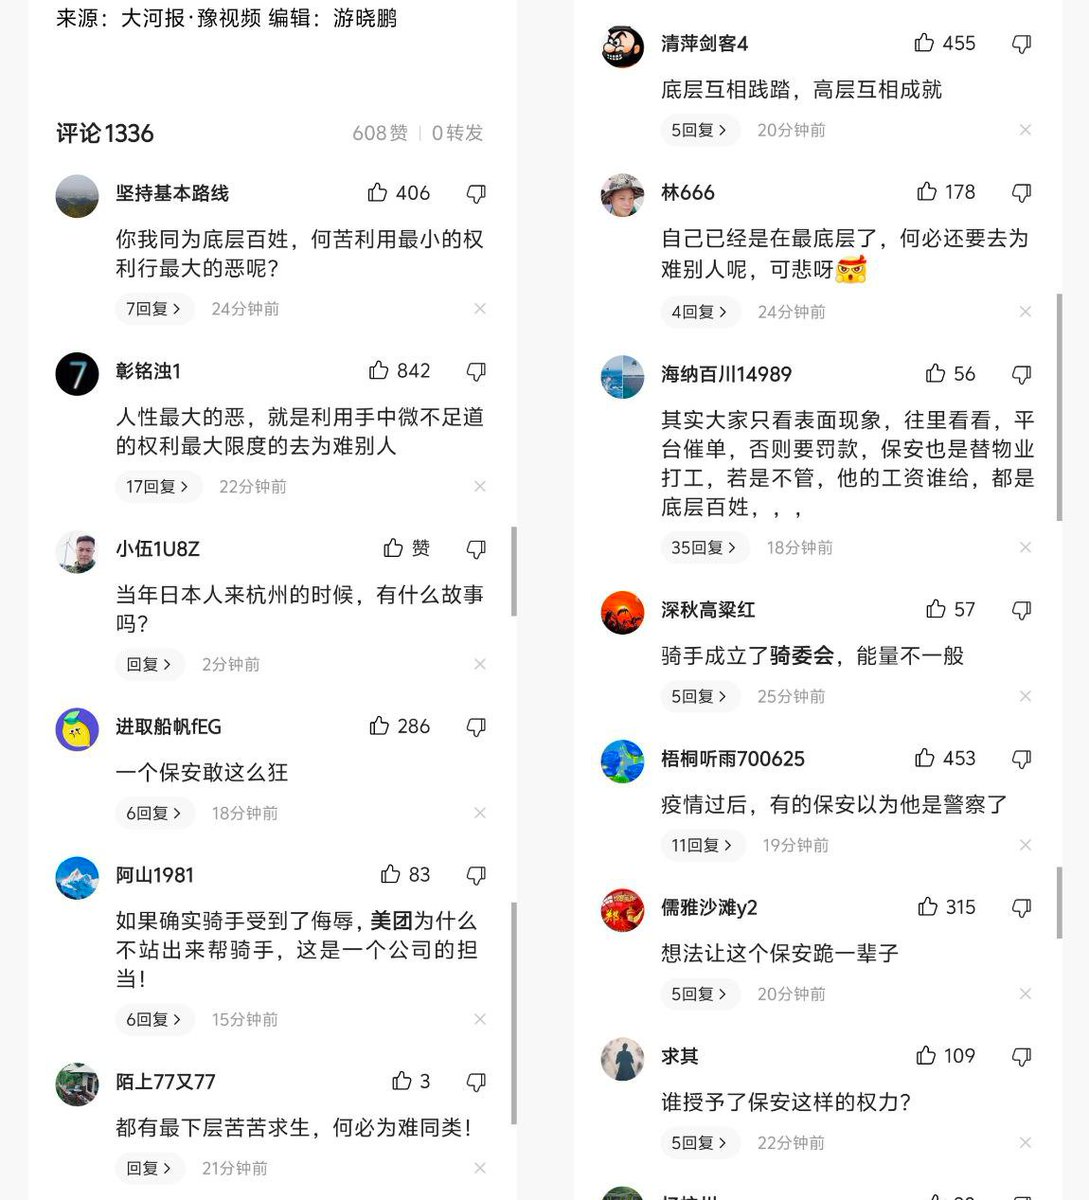 来源：大河报·豫视频 编辑：游晓鹏
评论1336
608赞
0转发
坚持基本路线
406
你我同为底层百姓，何苦利用最小的权
利行最大的恶呢？
7回复
24分钟前
7
彰铭浊1
842
人性最大的恶，就是利用手中微不足道
的权利最大限度的去为难别人
17回复
22分钟前
小伍1U8Z
赞
当年日本人来杭州的时候，有什么故事
吗？
回复
2分钟前
进取船帆fEG
286
一个保安敢这么狂
6回复
18分钟前
阿山1981
83
如果确实骑手受到了侮辱，美团为什么
不站出来帮骑手，这是一个公司的担
当！
6回复
15分钟前
陌上77又77
3
都有最下层苦苦求生，何必为难同类！
回复
21分钟前
清萍剑客4
455
底层互相践踏，高层互相成就
5回复
20分钟前
林666
178
自己已经是在最底层了，何必还要去为
难别人呢，可悲呀
4回复
24分钟前
海纳百川14989
56
其实大家只看表面现象，往里看看，平
台催单，否则要罚款，保安也是替物业
打工，若是不管，他的工资谁给，都是
底层百姓，，，
35回复
18分钟前
深秋高粱红
57
骑手成立了骑委会，能量不一般
5回复
25分钟前
梧桐听雨700625
453
疫情过后，有的保安以为他是警察了
11回复
19分钟前
儒雅沙滩y2
315
想法让这个保安跪一辈子
5回复
20分钟前
求其
109
谁授予了保安这样的权力？
5回复
22分钟前